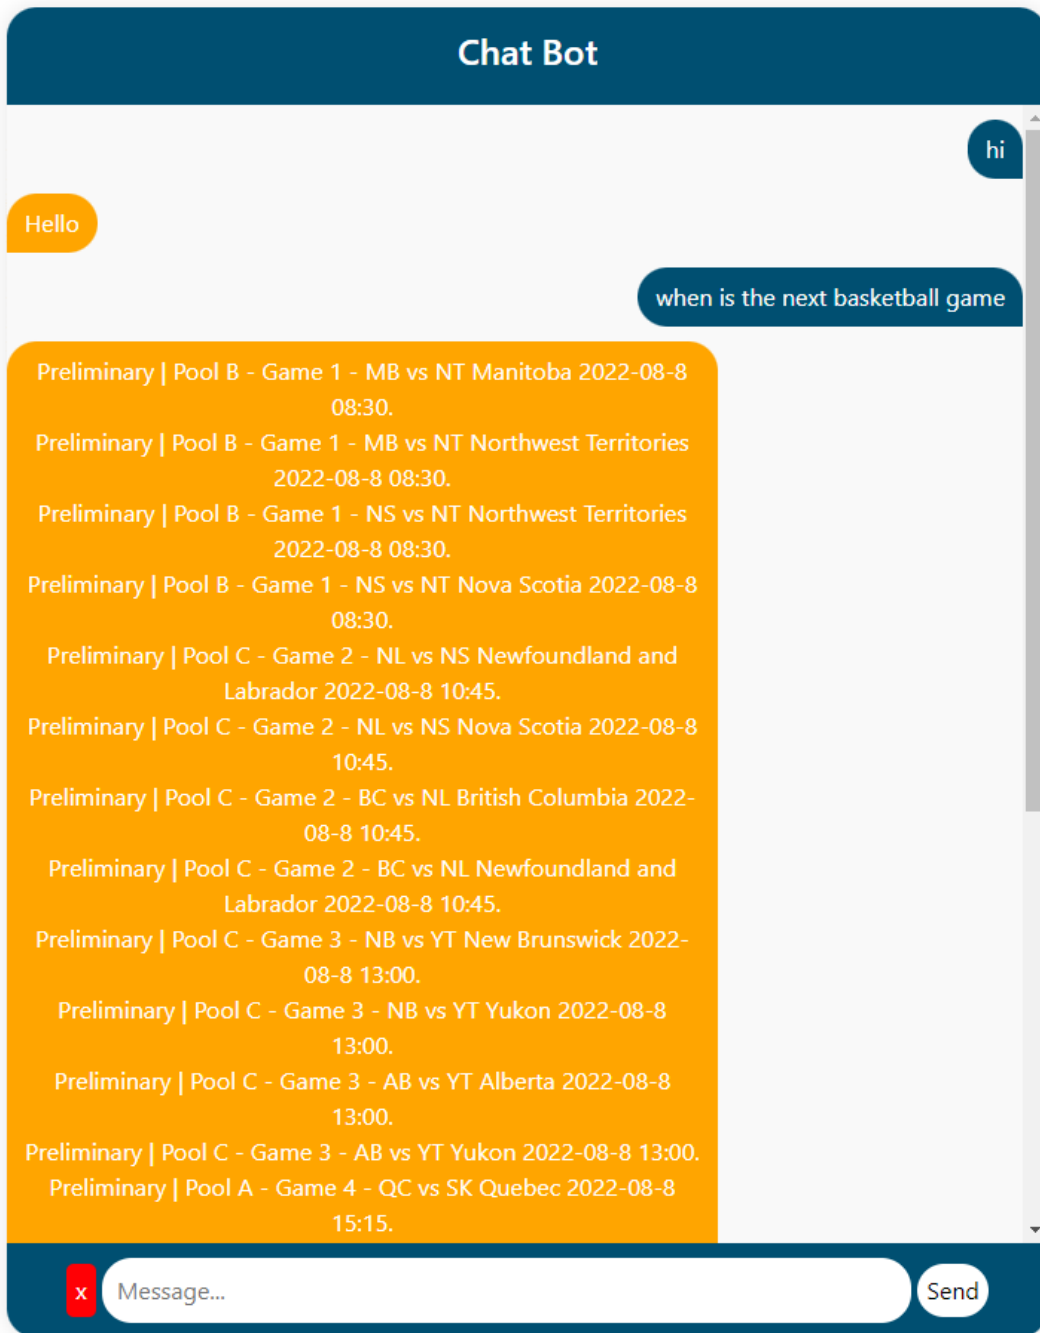 Chat Bot
hi
Hello
when is the next basketball game
Preliminary | Pool B - Game 1 - MB vs NT Manitoba 2022-08-8
08:30.
Preliminary | Pool B - Game 1 - MB vs NT Northwest Territories
2022-08-8 08:30.
Preliminary | Pool B - Game 1 - NS vs NT Northwest Territories
2022-08-8 08:30.
Preliminary | Pool B - Game 1 - NS vs NT Nova Scotia 2022-08-8
08:30.
Preliminary | Pool C - Game 2 - NL vs NS Newfoundland and
Labrador 2022-08-8 10:45.
Preliminary | Pool C - Game 2 - NL vs NS Nova Scotia 2022-08-8
10:45.
Preliminary | Pool C - Game 2 - BC vs NL British Columbia 2022-
08-8 10:45.
Preliminary | Pool C - Game 2 - BC vs NL Newfoundland and
Labrador 2022-08-8 10:45.
Preliminary | Pool C - Game 3 - NB vs YT New Brunswick 2022-
08-8 13:00.
Preliminary | Pool C - Game 3 - NB vs YT Yukon 2022-08-8
13:00.
Preliminary | Pool C - Game 3 - AB vs YT Alberta 2022-08-8
13:00.
Preliminary | Pool C - Game 3 - AB vs YT Yukon 2022-08-8 13:00.
Preliminary | Pool A - Game 4 - QC vs SK Quebec 2022-08-8
15:15.
x Message... Send